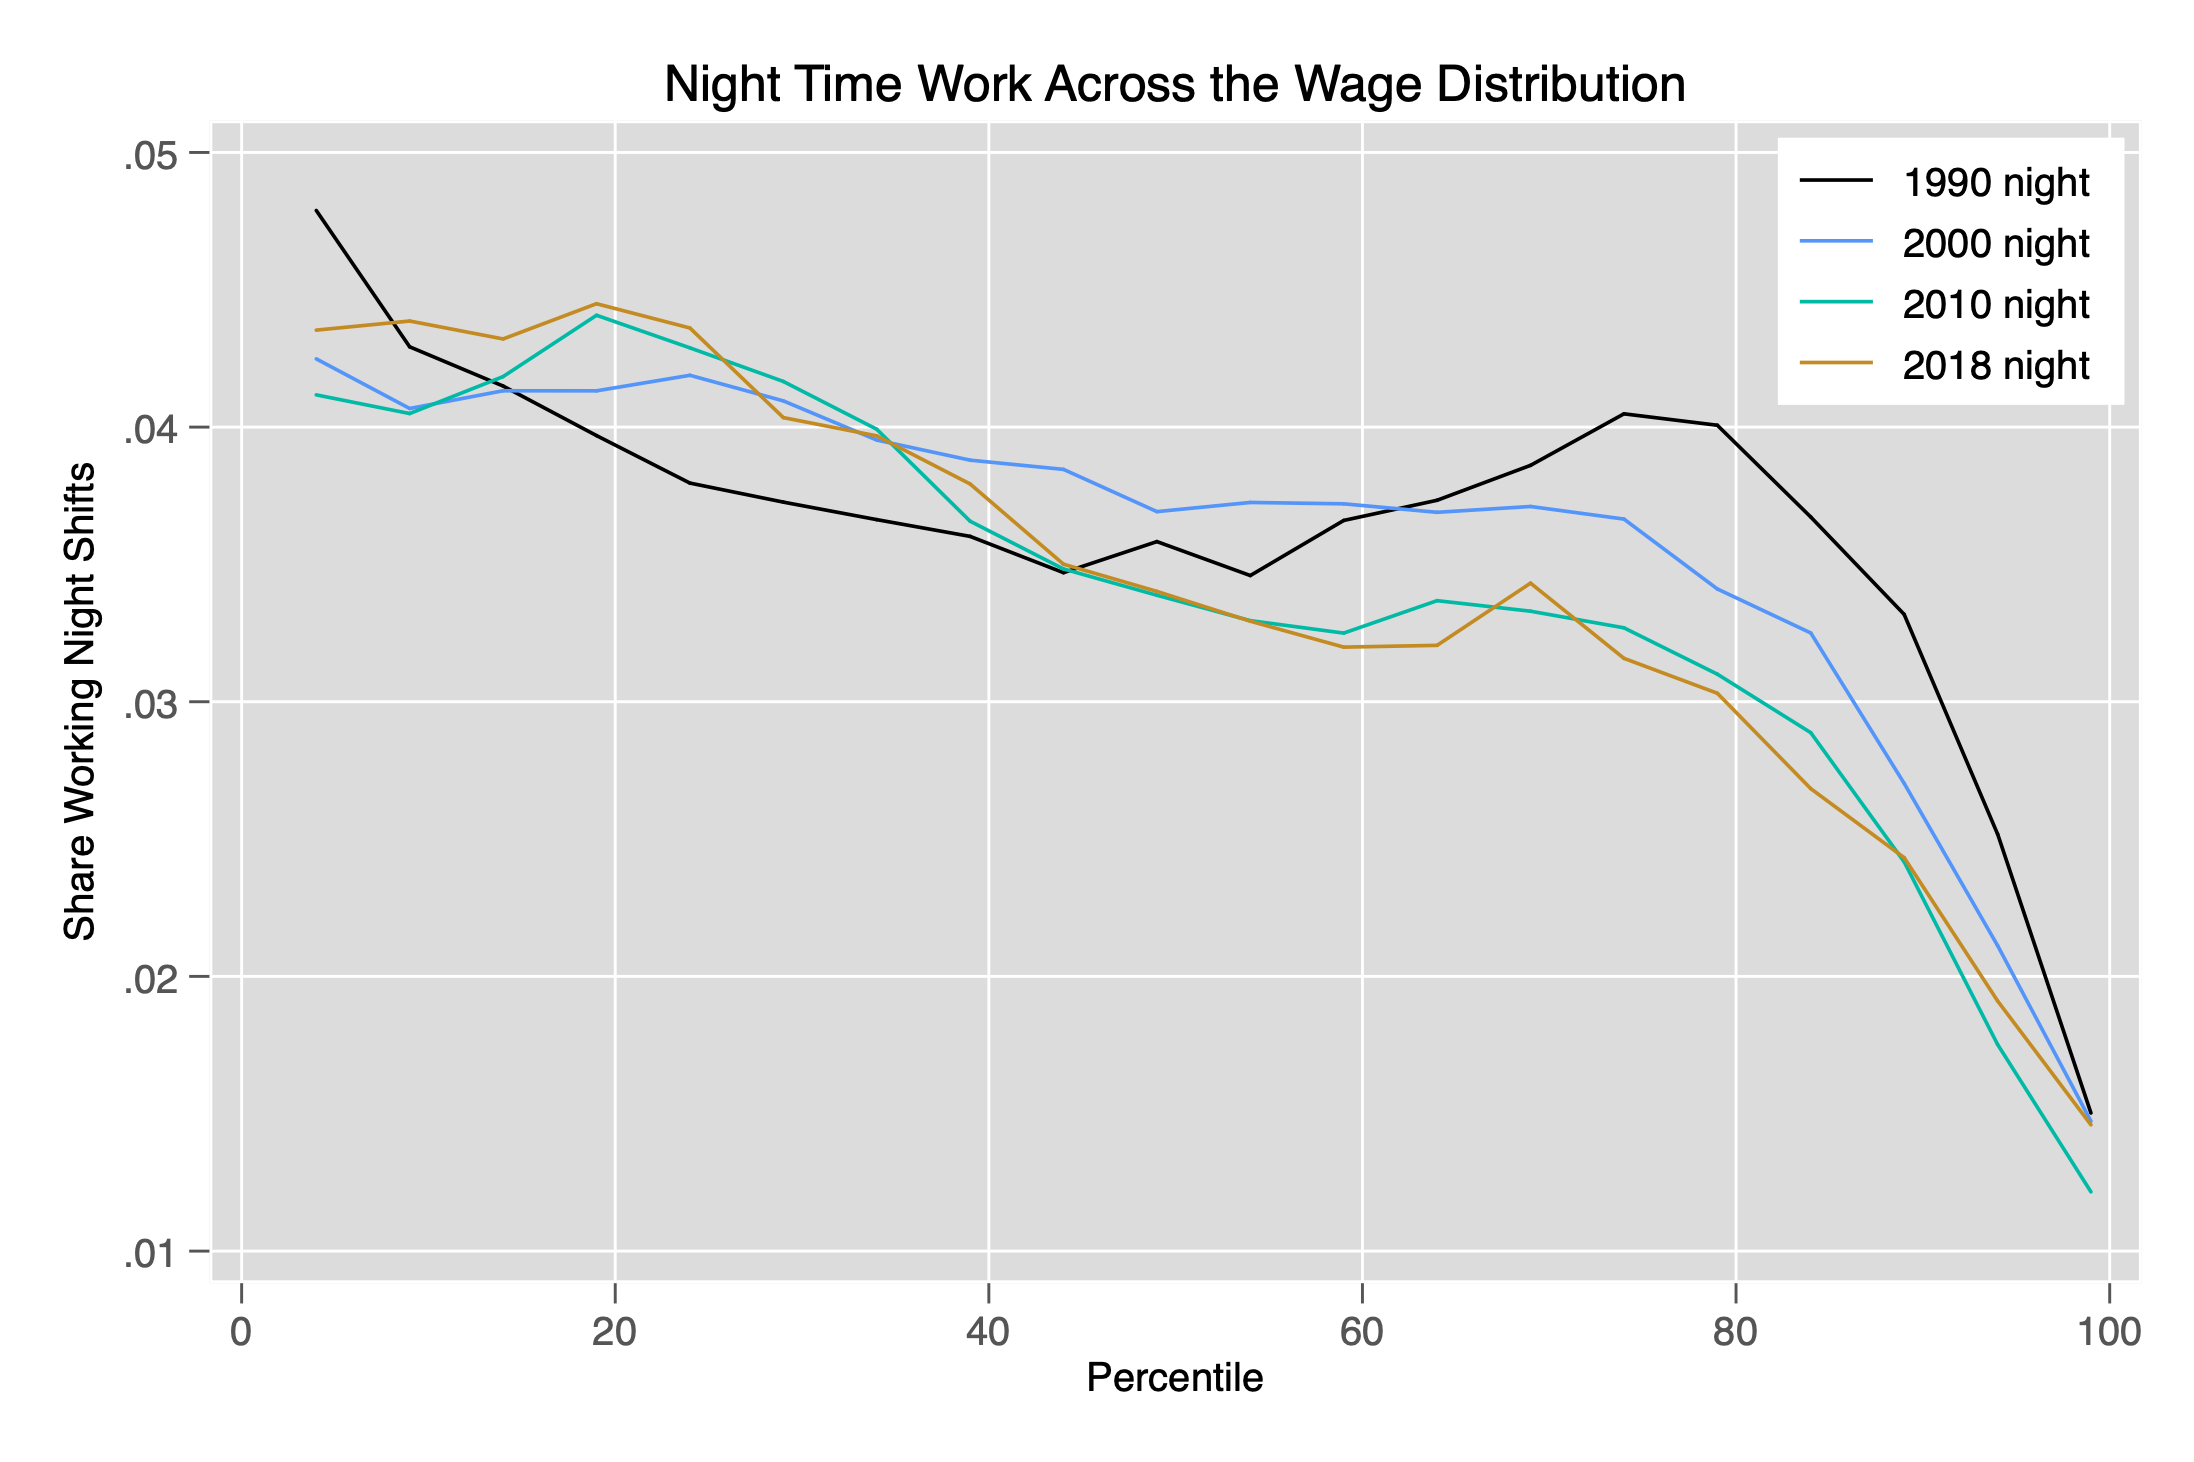 Night Time Work Across the Wage Distribution
1990 night
2000 night
2010 night
2018 night
Share Working Night Shifts
.05
.04
.03
.02
.01
0 20 40 60 80 100
Percentile